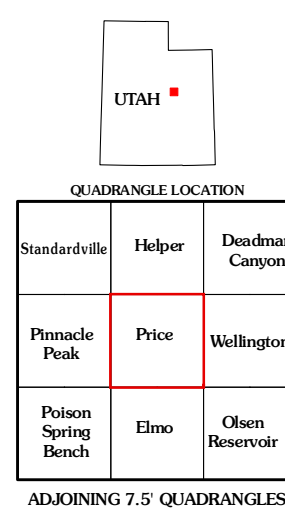 UTAH
QUADRANGLE LOCATION
Standardville Helper Deadman
Canyon
Pinnacle
Peak
Price Wellington
Poison
Spring
Bench
Elmo Olsen
Reservoir
ADJOINING 7.5' QUADRANGLES